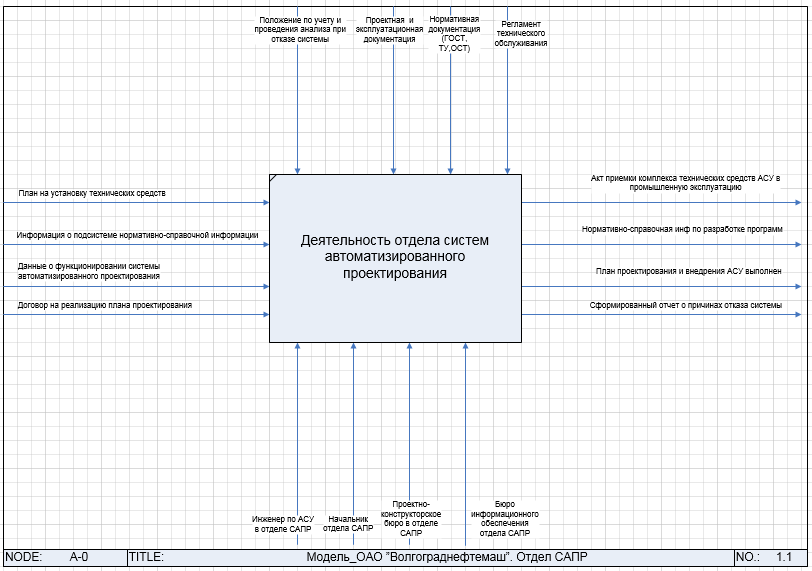 Положение по учету и
проведения анализа при
отказе системы
Проектная и
эксплуатационная
документация
Нормативная
документация
(ГОСТ,
ТУ,ОСТ)
Регламент
технического
обслуживания
План на установку технических средств
Информация о подсистеме нормативно-справочной информации
Данные о функционировании системы
автоматизированного проектирования
Договор на реализацию плана проектирования
Деятельность отдела систем
автоматизированного
проектирования
Акт приемки комплекса технических средств АСУ в
промышленную эксплуатацию
Нормативно-справочная инф по разработке программ
План проектирования и внедрения АСУ выполнен
Сформированный отчет о причинах отказа системы
Инженер по АСУ
в отделе САПР
Начальник
отдела САПР
Проектно-
конструкторское
бюро в отделе
САПР
Бюро
информационного
обеспечения
отдела САПР
NODE: A-0 TITLE: Модель_ОАО "Волгограднефтемаш". Отдел САПР NO.: 1.1